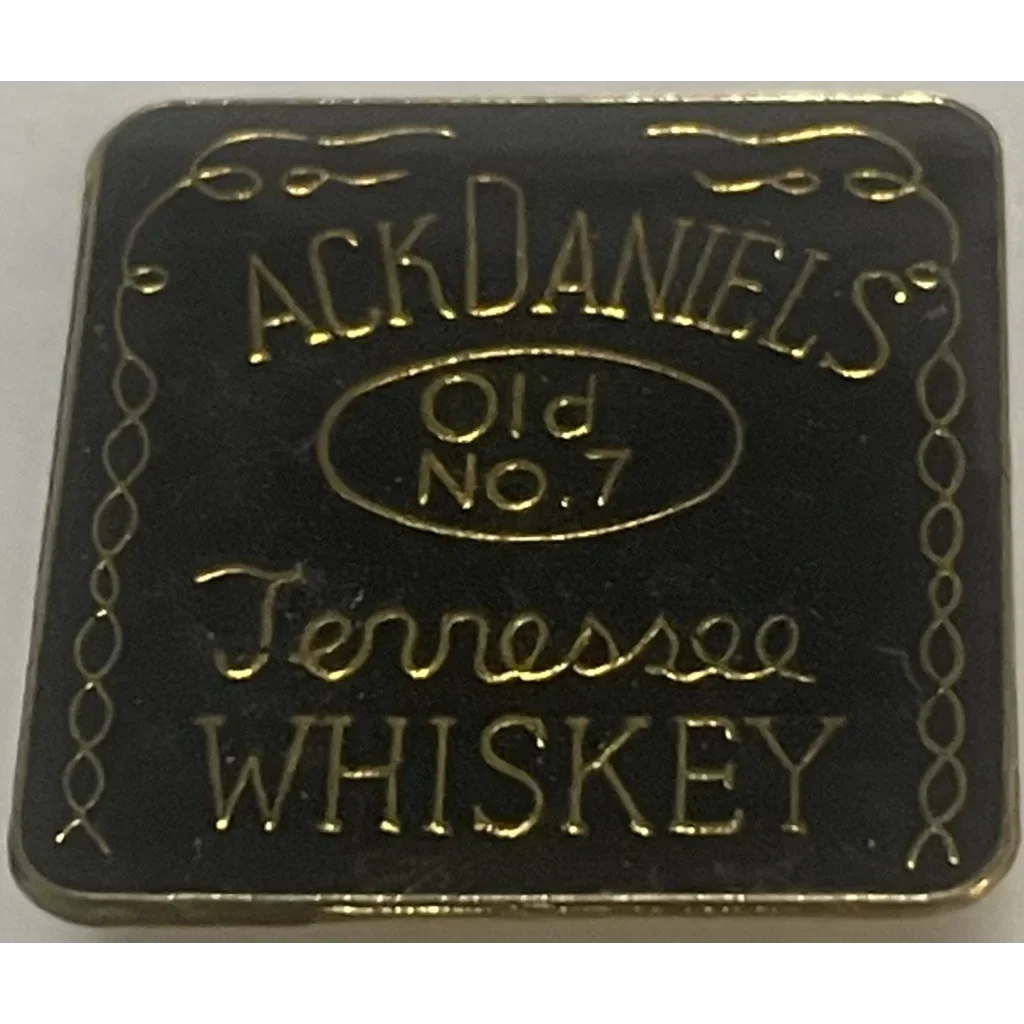 ACKDANIELS
Old
No.7
Tennessee
WHISKEY